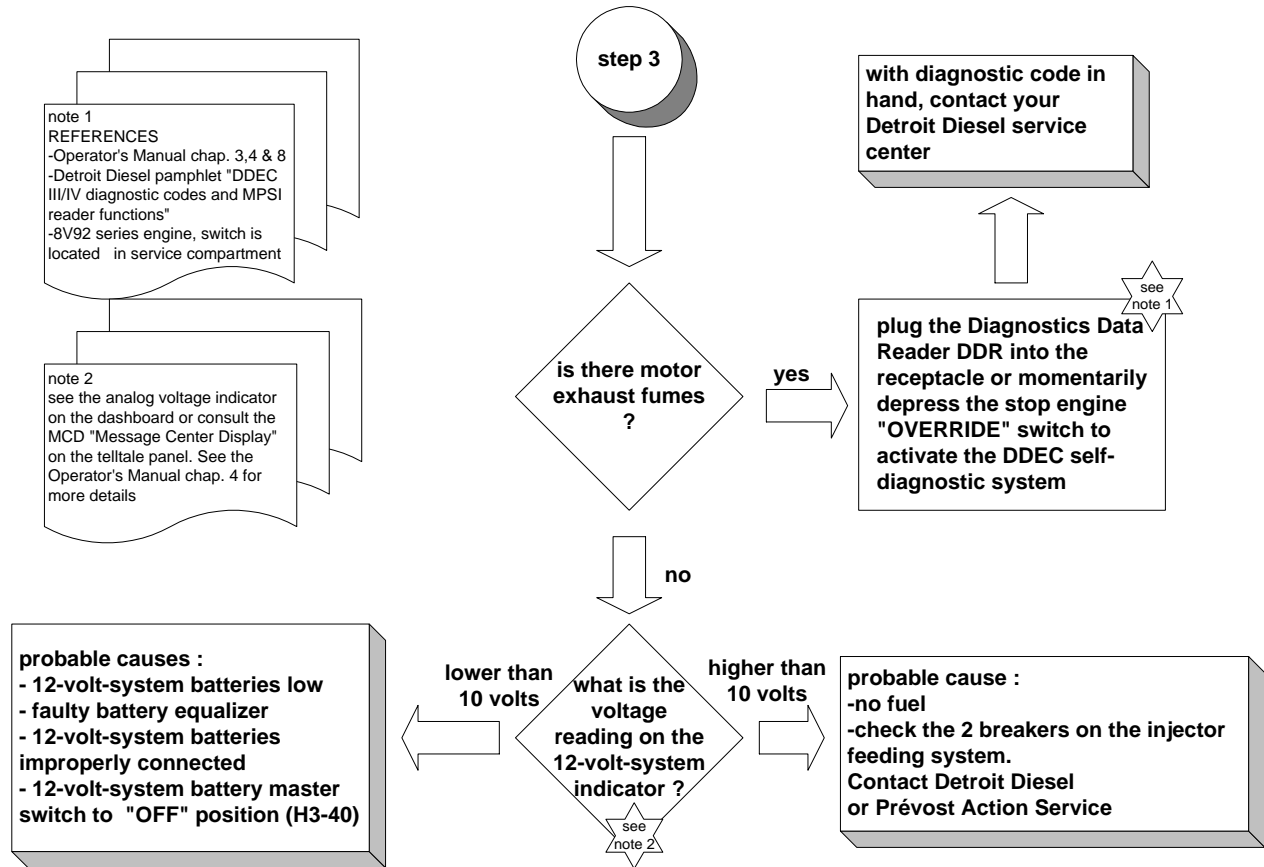 step 3
with diagnostic code in
hand, contact your
Detroit Diesel service
center
note 1
REFERENCES
-Operator's Manual chap. 3,4 & 8
-Detroit Diesel pamphlet "DDEC
III/IV diagnostic codes and MPSI
reader functions"
-8V92 series engine, switch is
located in service compartment
see
note 1
is there motor
exhaust fumes
?
yes
plug the Diagnostics Data
Reader DDR into the
receptacle or momentarily
depress the stop engine
"OVERRIDE" switch to
activate the DDEC self-
diagnostic system
note 2
see the analog voltage indicator
on the dashboard or consult the
MCD "Message Center Display"
on the telltale panel. See the
Operator's Manual chap. 4 for
more details
no
probable causes :
- 12-volt-system batteries low
- faulty battery equalizer
- 12-volt-system batteries
improperly connected
- 12-volt-system battery master
switch to "OFF" position (H3-40)
lower than
10 volts
what is the
voltage
reading on the
12-volt-system
indicator ?
see
note 2
higher than
10 volts
probable cause :
-no fuel
-check the 2 breakers on the injector
feeding system.
Contact Detroit Diesel
or Prévost Action Service